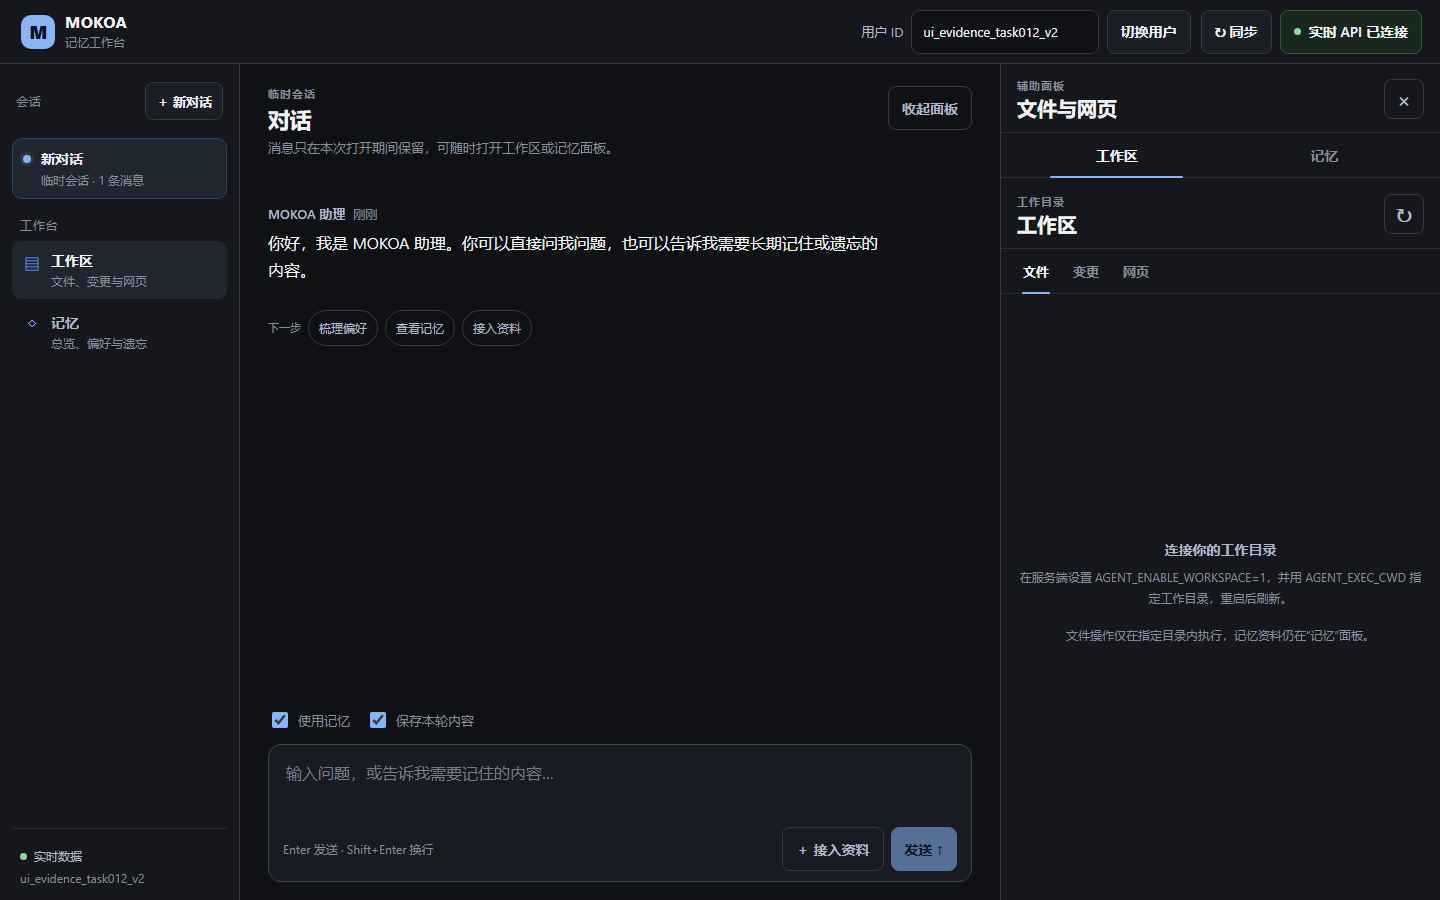 M
MOKOA
记忆工作台
用户 ID
ui_evidence_task012_v2
切换用户
↻ 同步
实时 API 已连接
会话
+ 新对话
新对话
临时会话 · 1 条消息
工作台
工作区
文件、变更与网页
记忆
总览、偏好与遗忘
实时数据
ui_evidence_task012_v2
临时会话
对话
消息只在本次打开期间保留，可随时打开工作区或记忆面板。
收起面板
MOKOA 助理 刚刚
你好，我是 MOKOA 助理。你可以直接问我问题，也可以告诉我需要长期记住或遗忘的
内容。
下一步
梳理偏好
查看记忆
接入资料
使用记忆
保存本轮内容
输入问题，或告诉我需要记住的内容...
Enter 发送 · Shift+Enter 换行
+ 接入资料
发送 ↑
辅助面板
文件与网页
×
工作区
记忆
工作目录
工作区
↻
文件
变更
网页
连接你的工作目录
在服务端设置 AGENT_ENABLE_WORKSPACE=1，并用 AGENT_EXEC_CWD 指
定工作目录，重启后刷新。
文件操作仅在指定目录内执行，记忆资料仍在“记忆”面板。